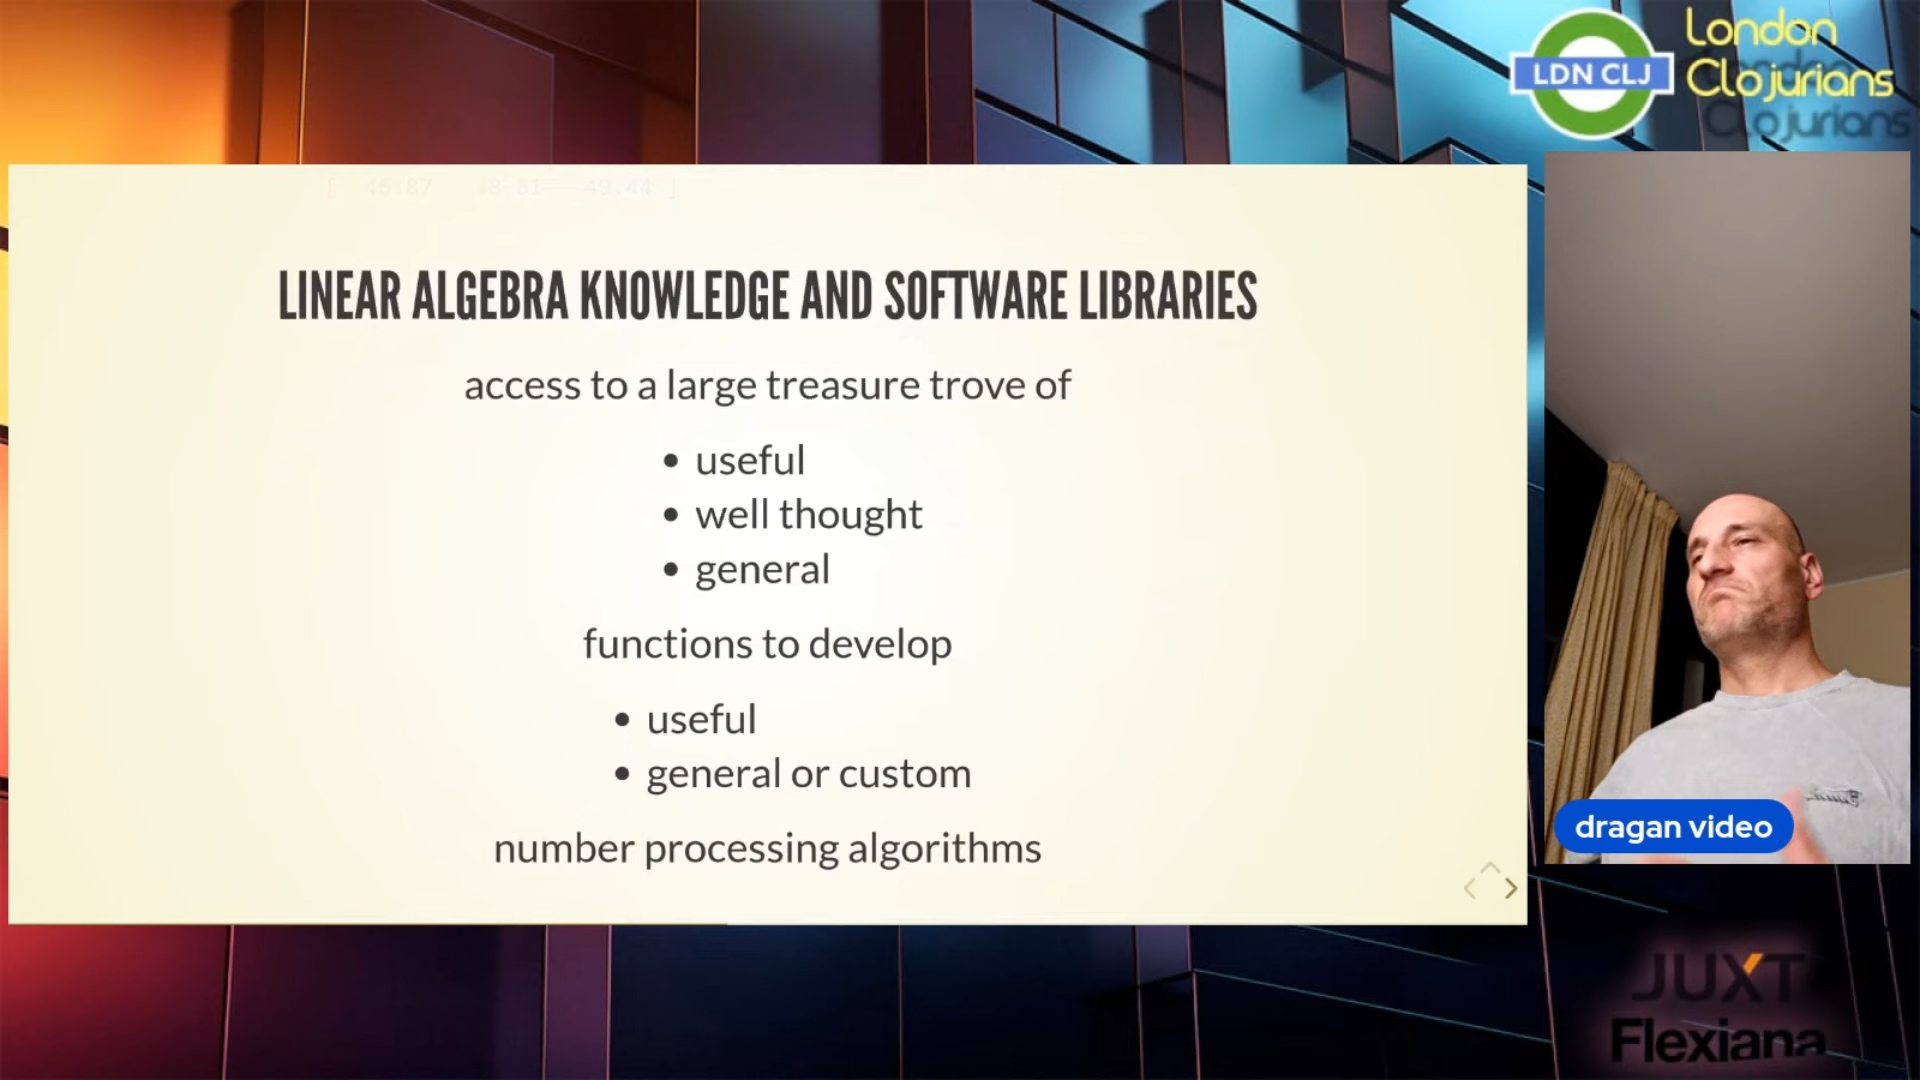 London
Clojurians
LDN CLJ
LINEAR ALGEBRA KNOWLEDGE AND SOFTWARE LIBRARIES
access to a large treasure trove of
• useful
• well thought
• general
functions to develop
• useful
• general or custom
number processing algorithms
dragan video
JUXT
Flexiana